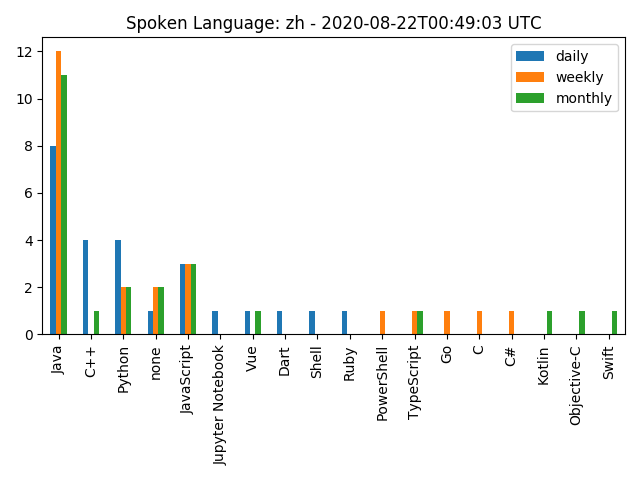 Spoken Language: zh - 2020-08-22T00:49:03 UTC
daily
weekly
monthly
12
10
8
6
4
2
0
Java
C++
Python
none
JavaScript
Jupyter Notebook
Vue
Dart
Shell
Ruby
PowerShell
TypeScript
Go
C
C#
Kotlin
Objective-C
Swift